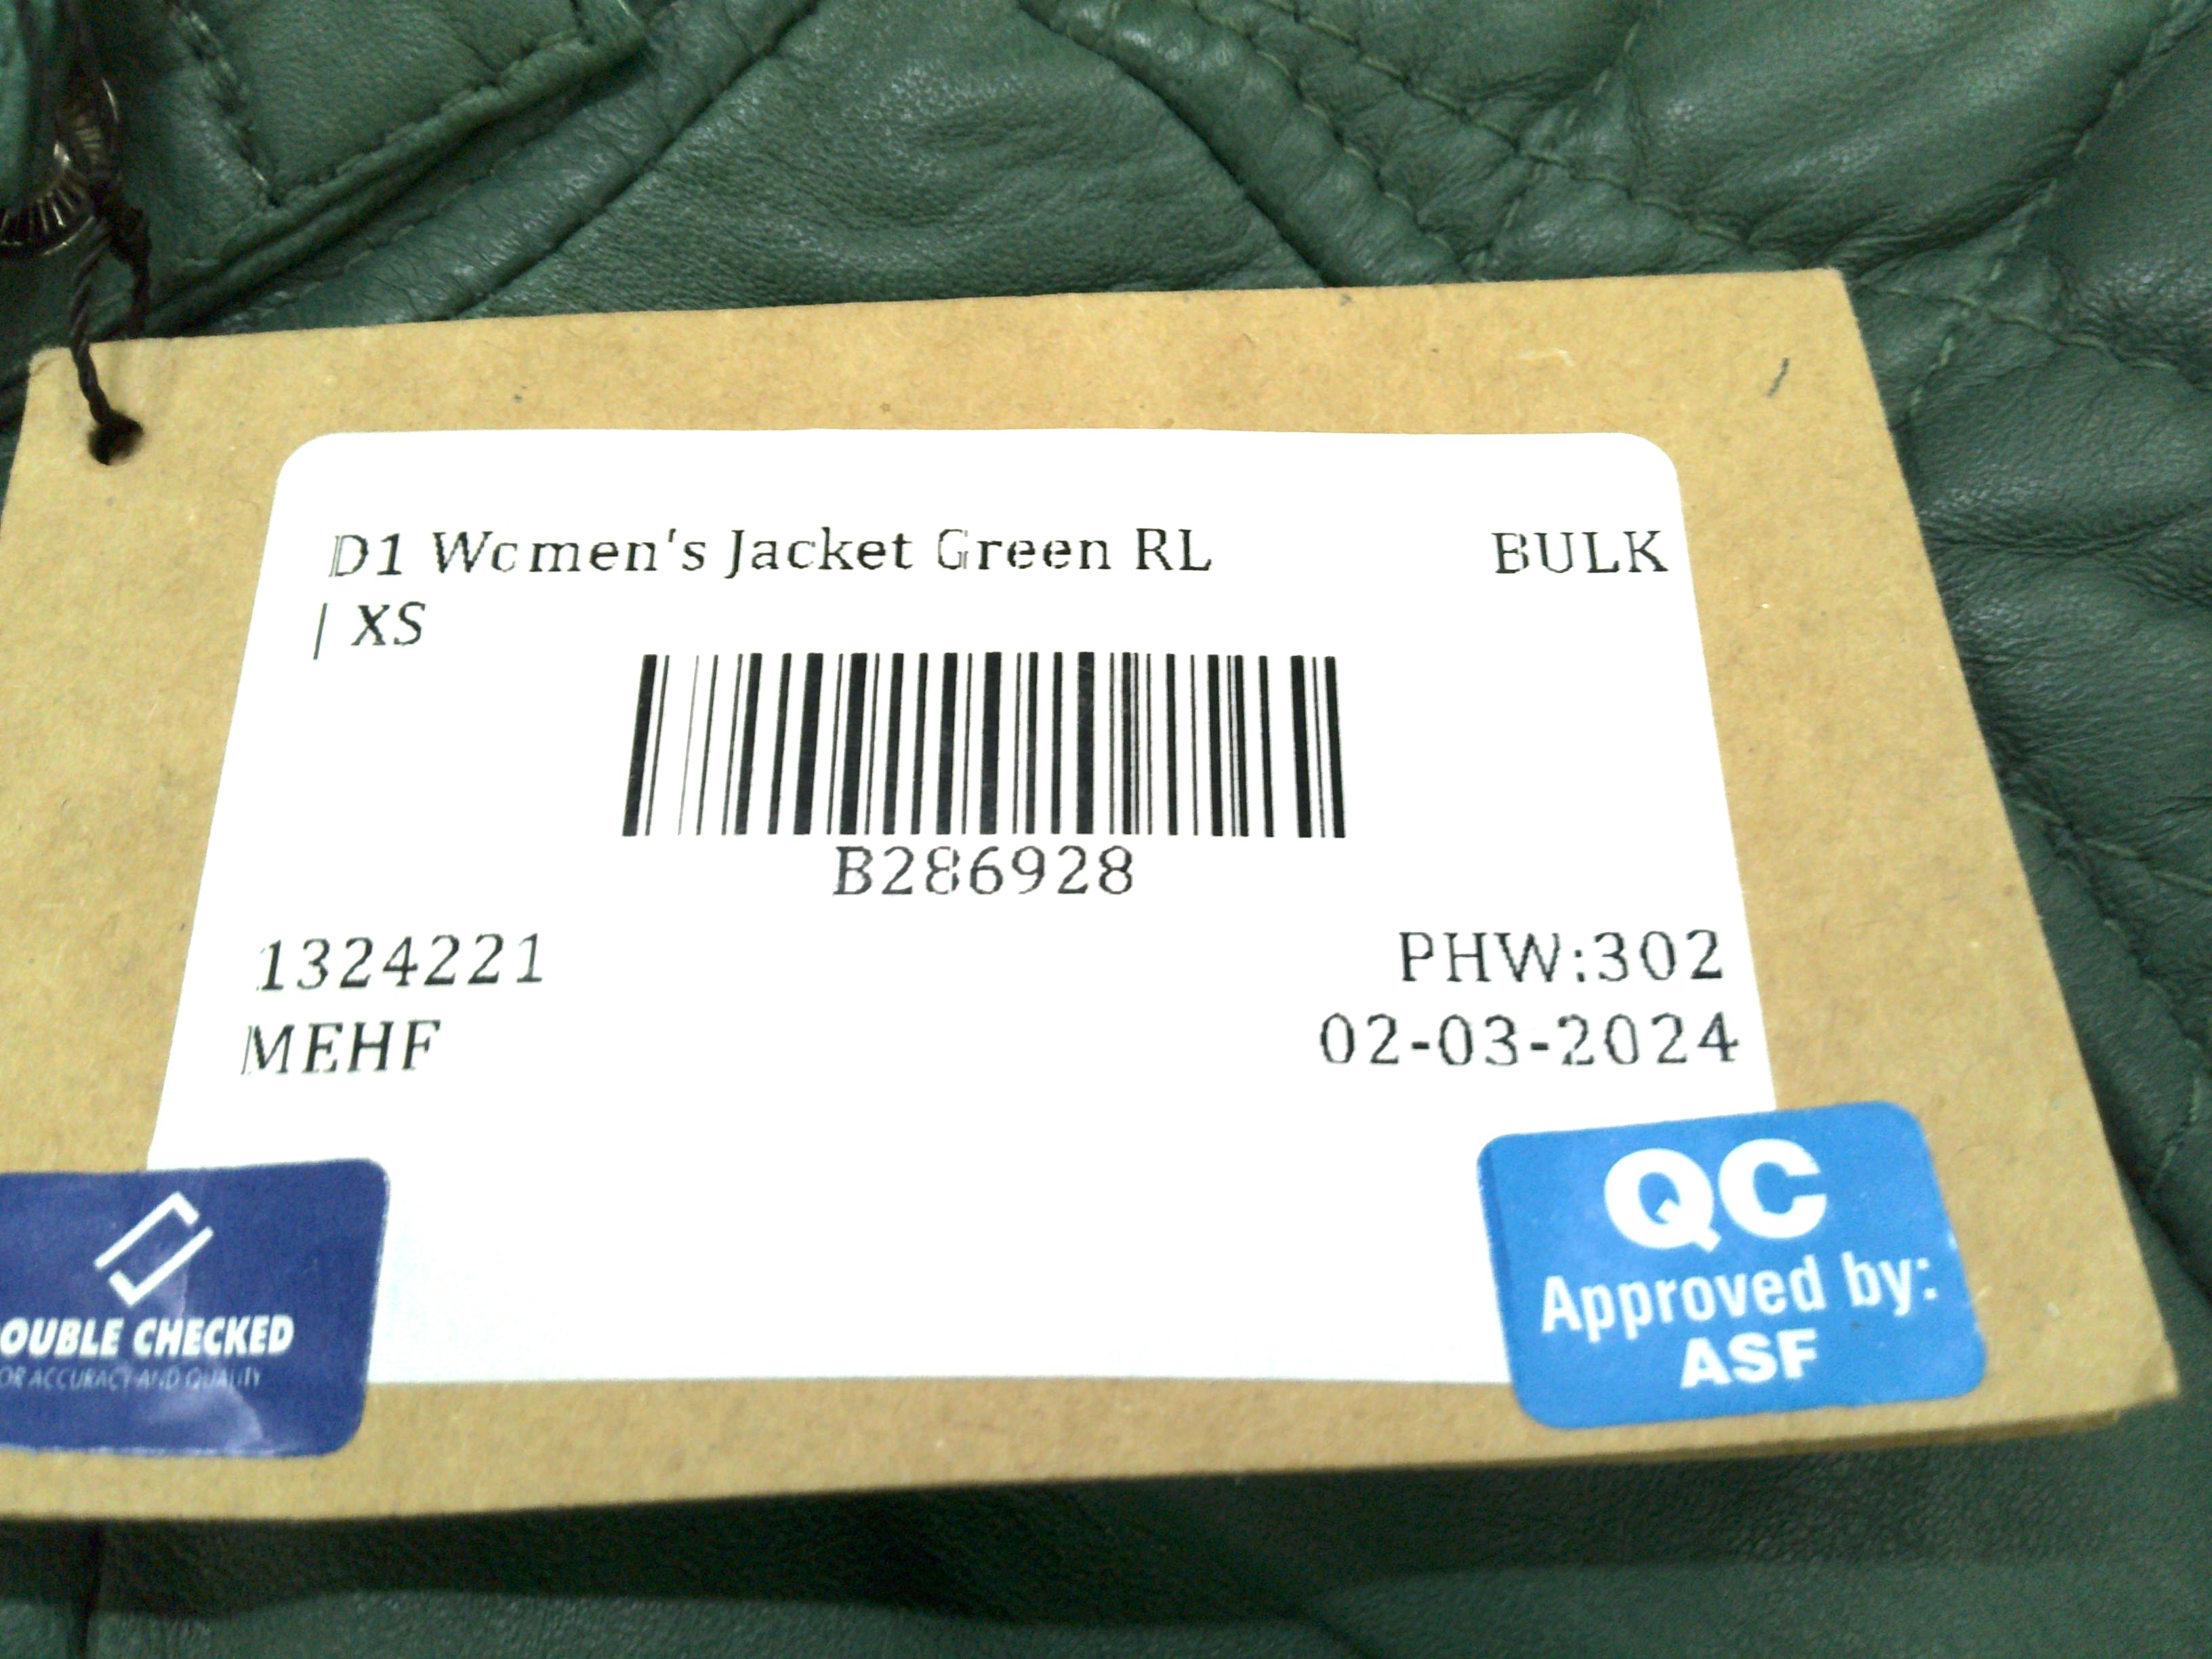 D1 Women's Jacket Green RL BULK
| XS
B286928
1324221 PHW:302
MEHF 02-03-2024
QC
Approved by:
ASF
OUBLE CHECKED
OR ACCURACY AND QUALITY